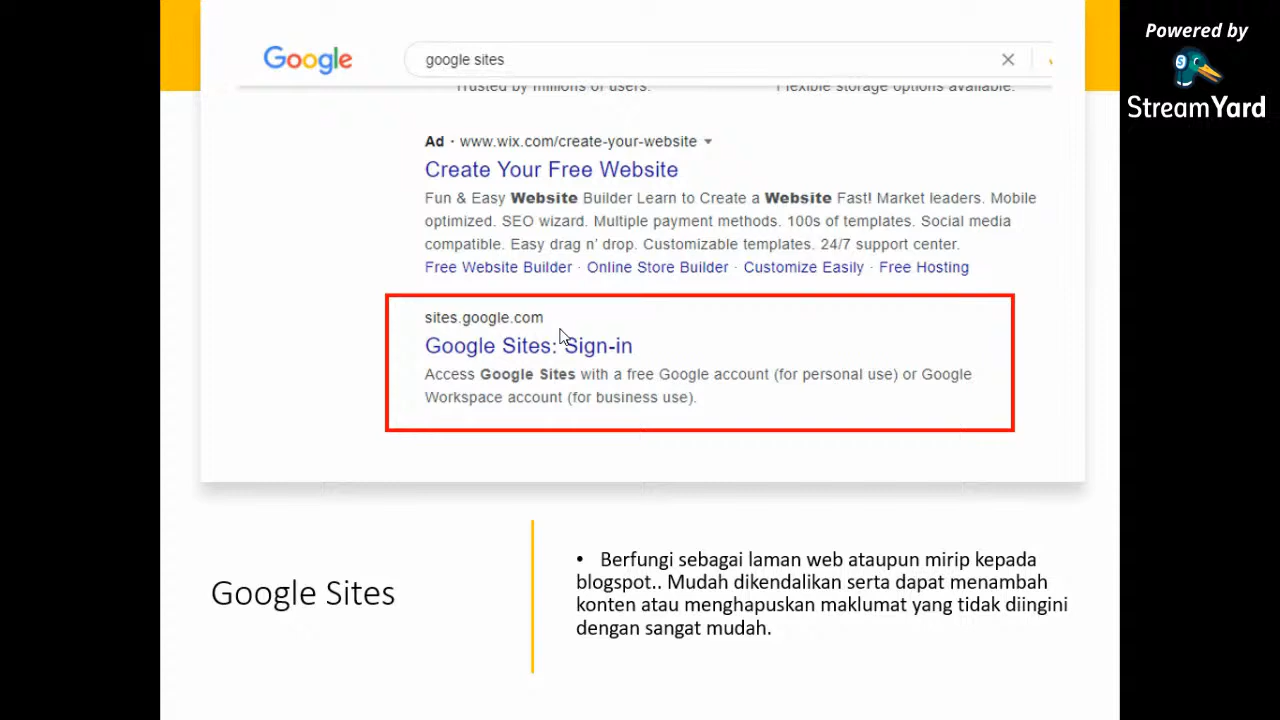 Powered by
StreamYard
Google
google sites
Trusted by millions of users.
Flexible storage options available.
Ad · www.wix.com/create-your-website
Create Your Free Website
Fun & Easy Website Builder Learn to Create a Website Fast! Market leaders. Mobile
optimized. SEO wizard. Multiple payment methods. 100s of templates. Social media
compatible. Easy drag n' drop. Customizable templates. 24/7 support center.
Free Website Builder · Online Store Builder · Customize Easily · Free Hosting
sites.google.com
Google Sites: Sign-in
Access Google Sites with a free Google account (for personal use) or Google
Workspace account (for business use).
Google Sites
• Berfungi sebagai laman web ataupun mirip kepada
blogspot.. Mudah dikendalikan serta dapat menambah
konten atau menghapuskan maklumat yang tidak diingini
dengan sangat mudah.